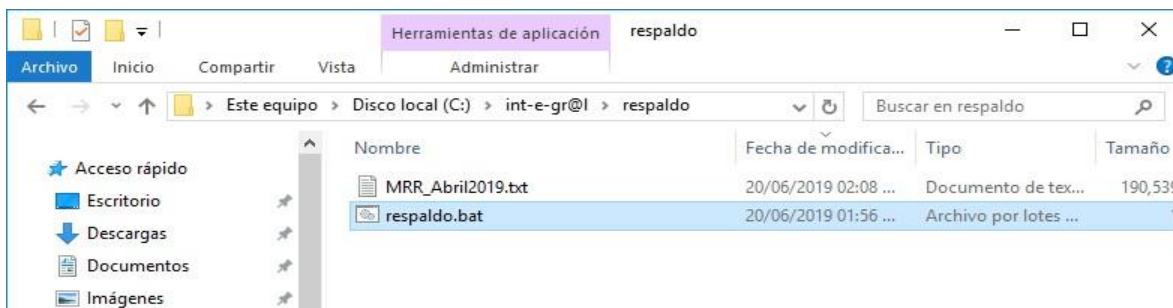 Herramientas de aplicación respaldo
Archivo Inicio Compartir Vista Administrar
Este equipo > Disco local (C:) > int-e-gr@l > respaldo Buscar en respaldo
Nombre Fecha de modifica... Tipo Tamaño
Acceso rápido
MRR_Abril2019.txt 20/06/2019 02:08 ... Documento de tex... 190,539
Escritorio
respaldo.bat 20/06/2019 01:56 ... Archivo por lotes ...
Descargas
Documentos
Imágenes